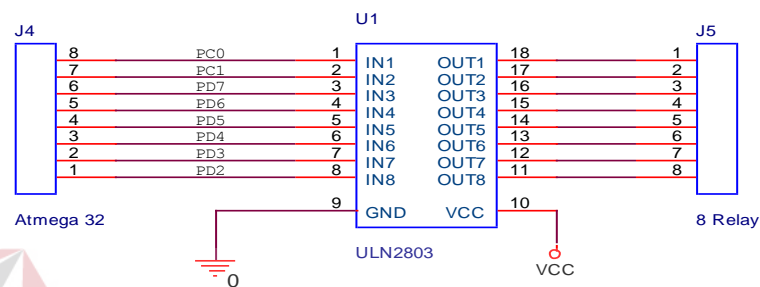 U1
J4 J5
8 PC0 1 IN1 OUT1 18 1
7 PC1 2 IN2 OUT2 17 2
6 PD7 3 IN3 OUT3 16 3
5 PD6 4 IN4 OUT4 15 4
4 PD5 5 IN5 OUT5 14 5
3 PD4 6 IN6 OUT6 13 6
2 PD3 7 IN7 OUT7 12 7
1 PD2 8 IN8 OUT8 11 8
9 GND VCC 10
Atmega 32 8 Relay
ULN2803
VCC
0